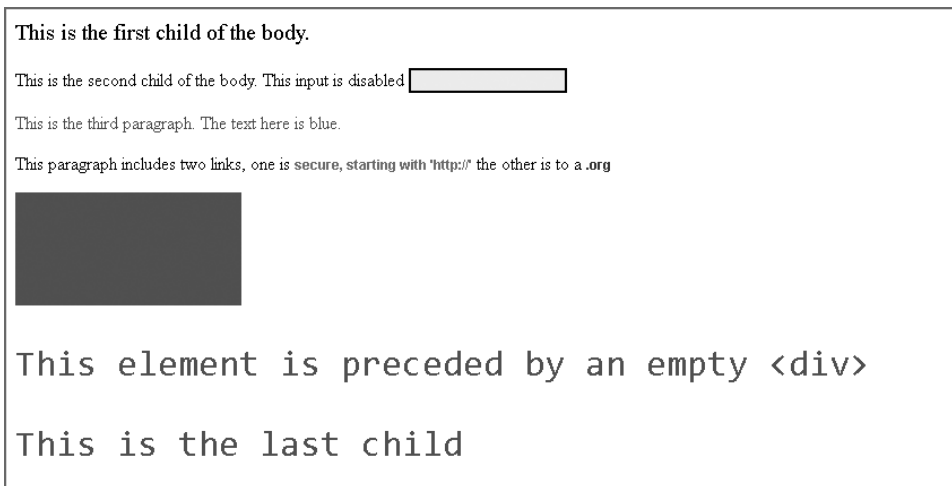 This is the first child of the body.
This is the second child of the body. This input is disabled
This is the third paragraph. The text here is blue.
This paragraph includes two links, one is secure, starting with 'http://' the other is to a .org
This element is preceded by an empty <div>
This is the last child